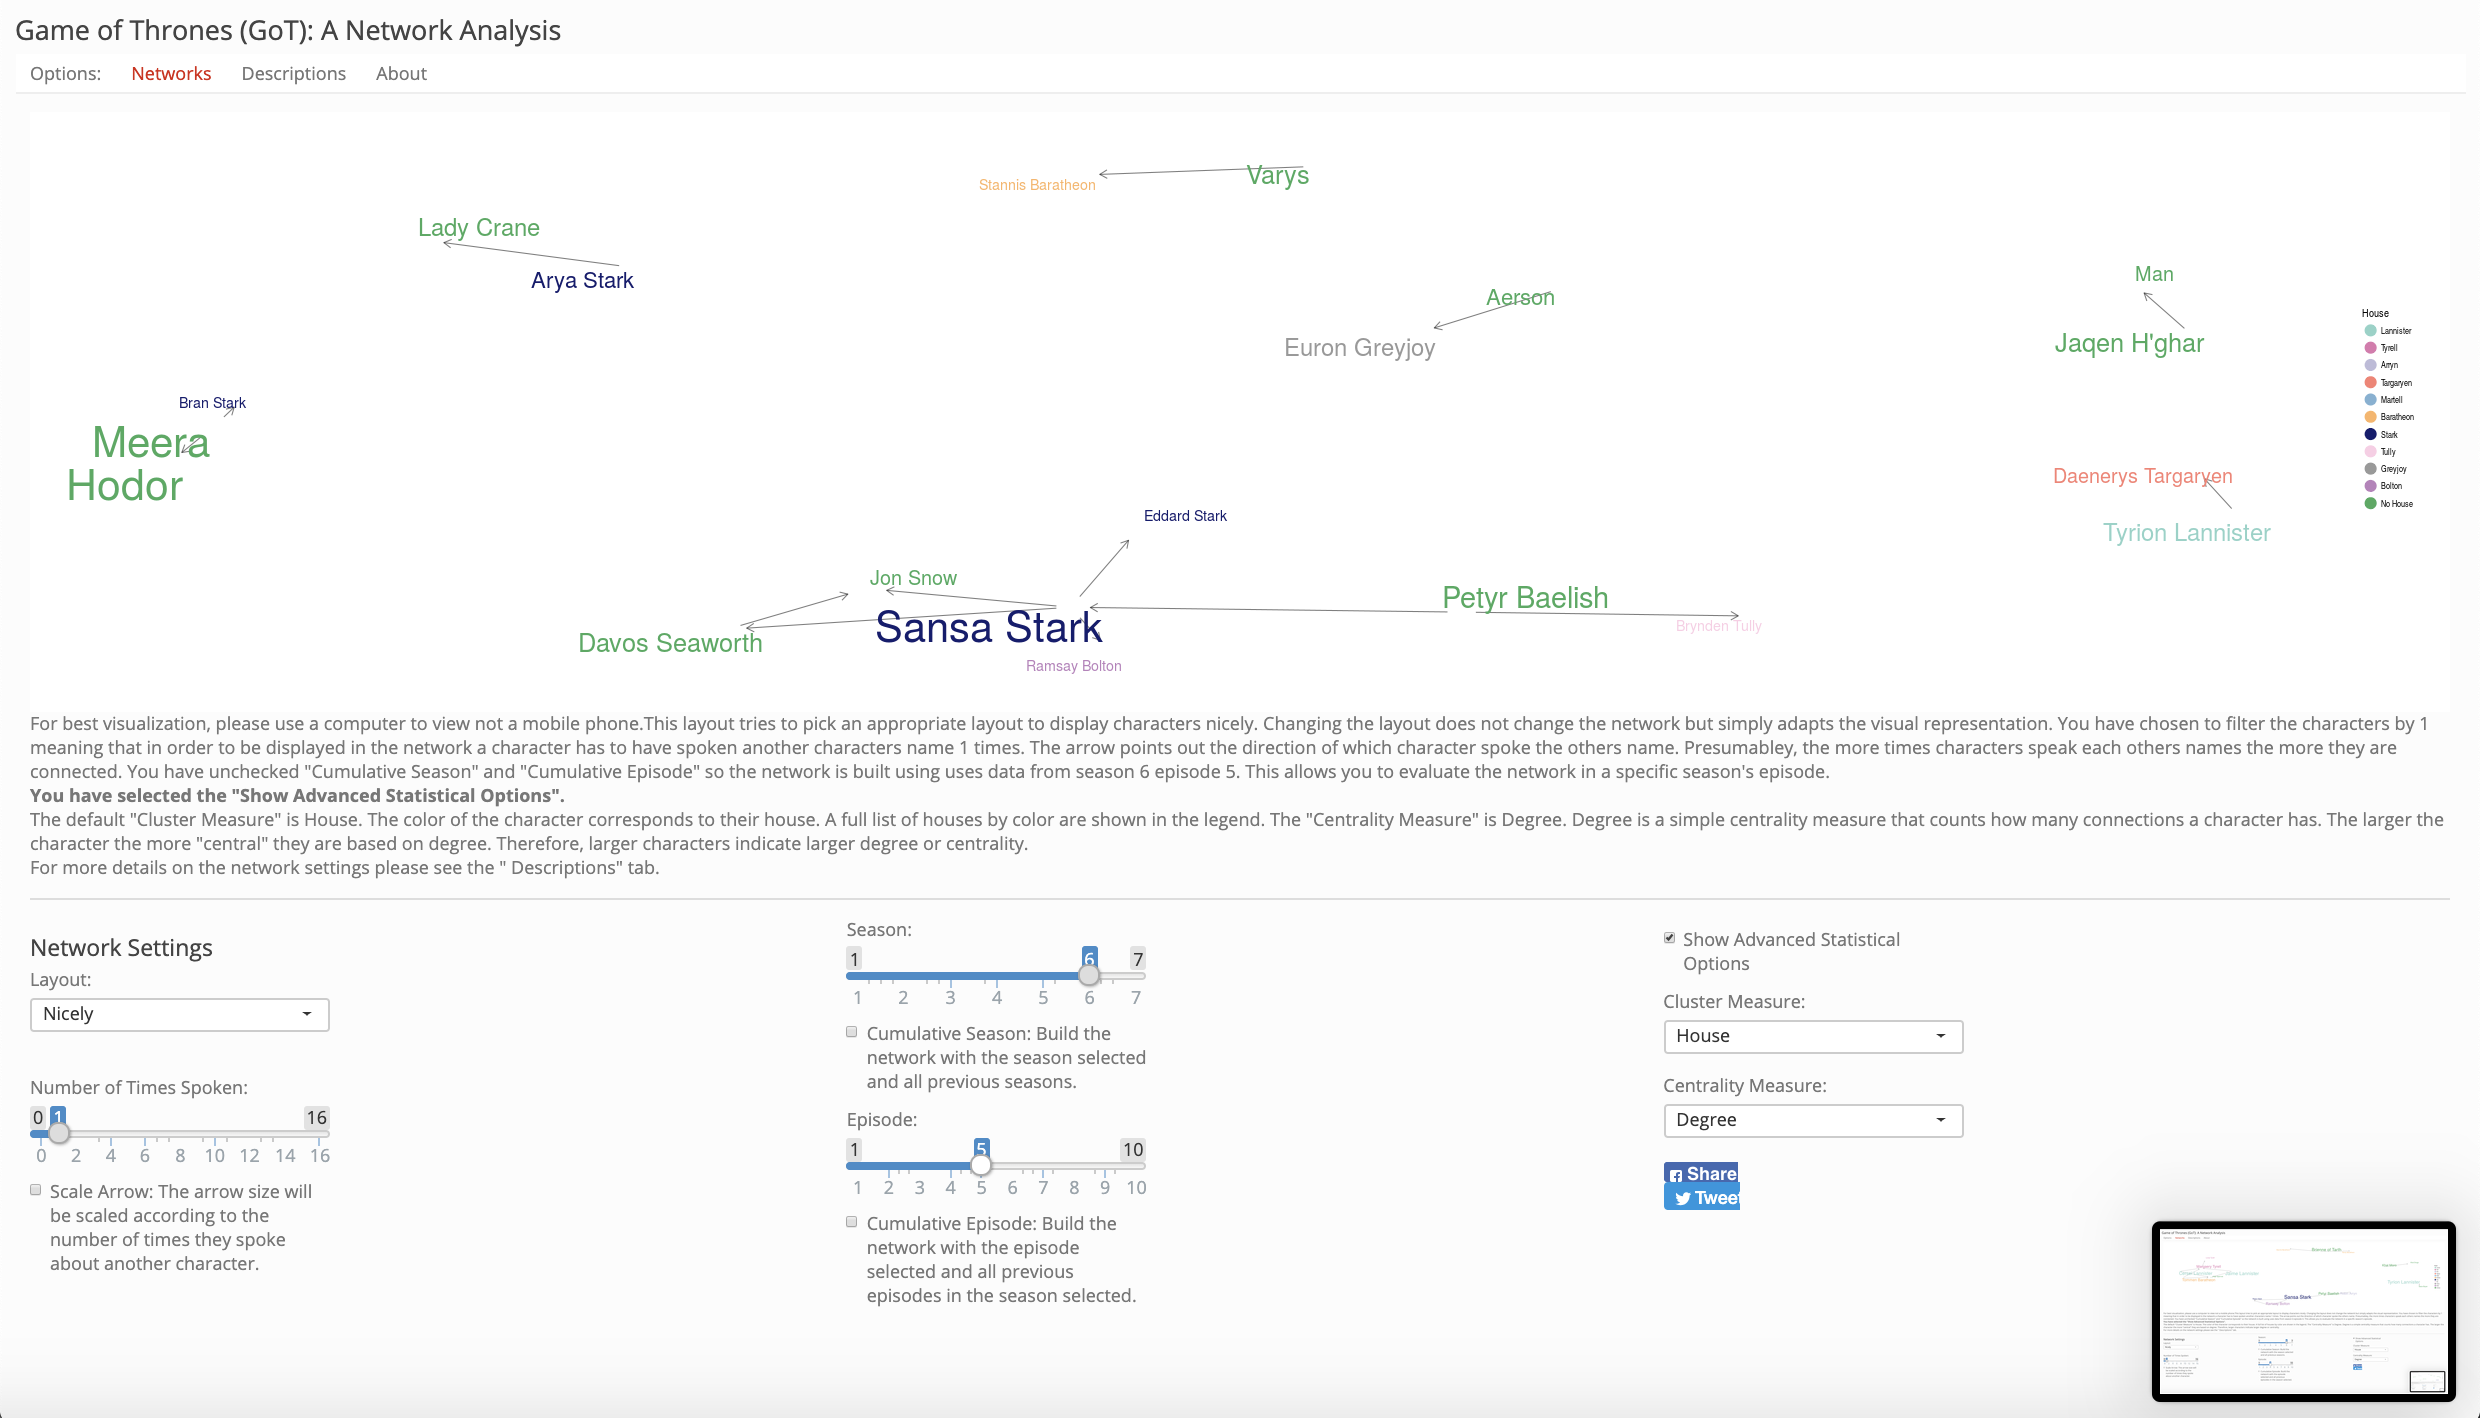 Game of Thrones (GoT): A Network Analysis
Options: Networks Descriptions About
Varys
Stannis Baratheon
Lady Crane
Arya Stark
Man
Aerson
Jaqen H'ghar
Euron Greyjoy
House
Lannister
Tyrell
Arryn
Targaryen
Martell
Baratheon
Stark
Tully
Greyjoy
Bolton
No House
Bran Stark
Meera
Hodor
Daenerys Targaryen
Tyrion Lannister
Eddard Stark
Jon Snow
Petyr Baelish
Sansa Stark
Brynden Tully
Davos Seaworth
Ramsay Bolton
For best visualization, please use a computer to view not a mobile phone.This layout tries to pick an appropriate layout to display characters nicely. Changing the layout does not change the network but simply adapts the visual representation. You have chosen to filter the characters by 1
meaning that in order to be displayed in the network a character has to have spoken another characters name 1 times. The arrow points out the direction of which character spoke the others name. Presumabley, the more times characters speak each others names the more they are
connected. You have unchecked "Cumulative Season" and "Cumulative Episode" so the network is built using uses data from season 6 episode 5. This allows you to evaluate the network in a specific season's episode.
You have selected the "Show Advanced Statistical Options".
The default "Cluster Measure" is House. The color of the character corresponds to their house. A full list of houses by color are shown in the legend. The "Centrality Measure" is Degree. Degree is a simple centrality measure that counts how many connections a character has. The larger the
character the more "central" they are based on degree. Therefore, larger characters indicate larger degree or centrality.
For more details on the network settings please see the " Descriptions" tab.
Network Settings
Layout:
Nicely
Number of Times Spoken:
0 1 16
0 2 4 6 8 10 12 14 16
Scale Arrow: The arrow size will
be scaled according to the
number of times they spoke
about another character.
Season:
1 6 7
1 2 3 4 5 6 7
Cumulative Season: Build the
network with the season selected
and all previous seasons.
Episode:
1 5 10
1 2 3 4 5 6 7 8 9 10
Cumulative Episode: Build the
network with the episode
selected and all previous
episodes in the season selected.
Show Advanced Statistical
Options
Cluster Measure:
House
Centrality Measure:
Degree
Share
Tweet